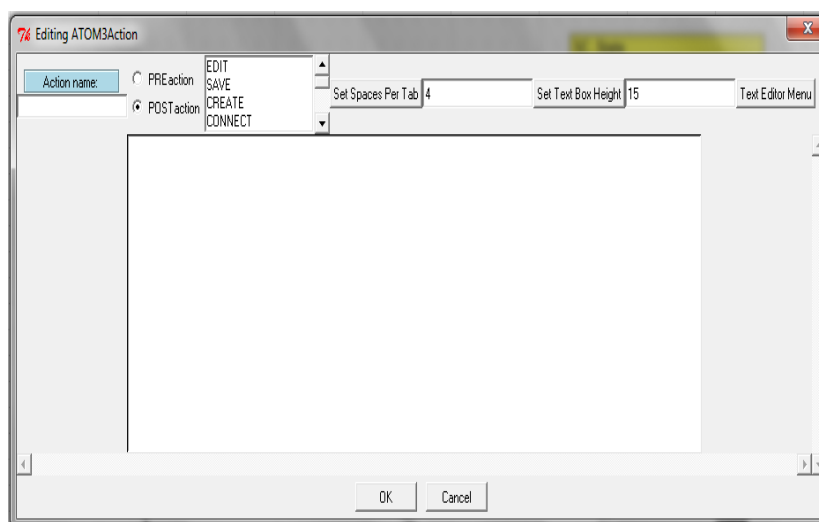 Editing ATOM3Action
Action name:
PREaction
POSTaction
EDIT
SAVE
CREATE
CONNECT
Set Spaces Per Tab 4
Set Text Box Height 15
Text Editor Menu
OK Cancel